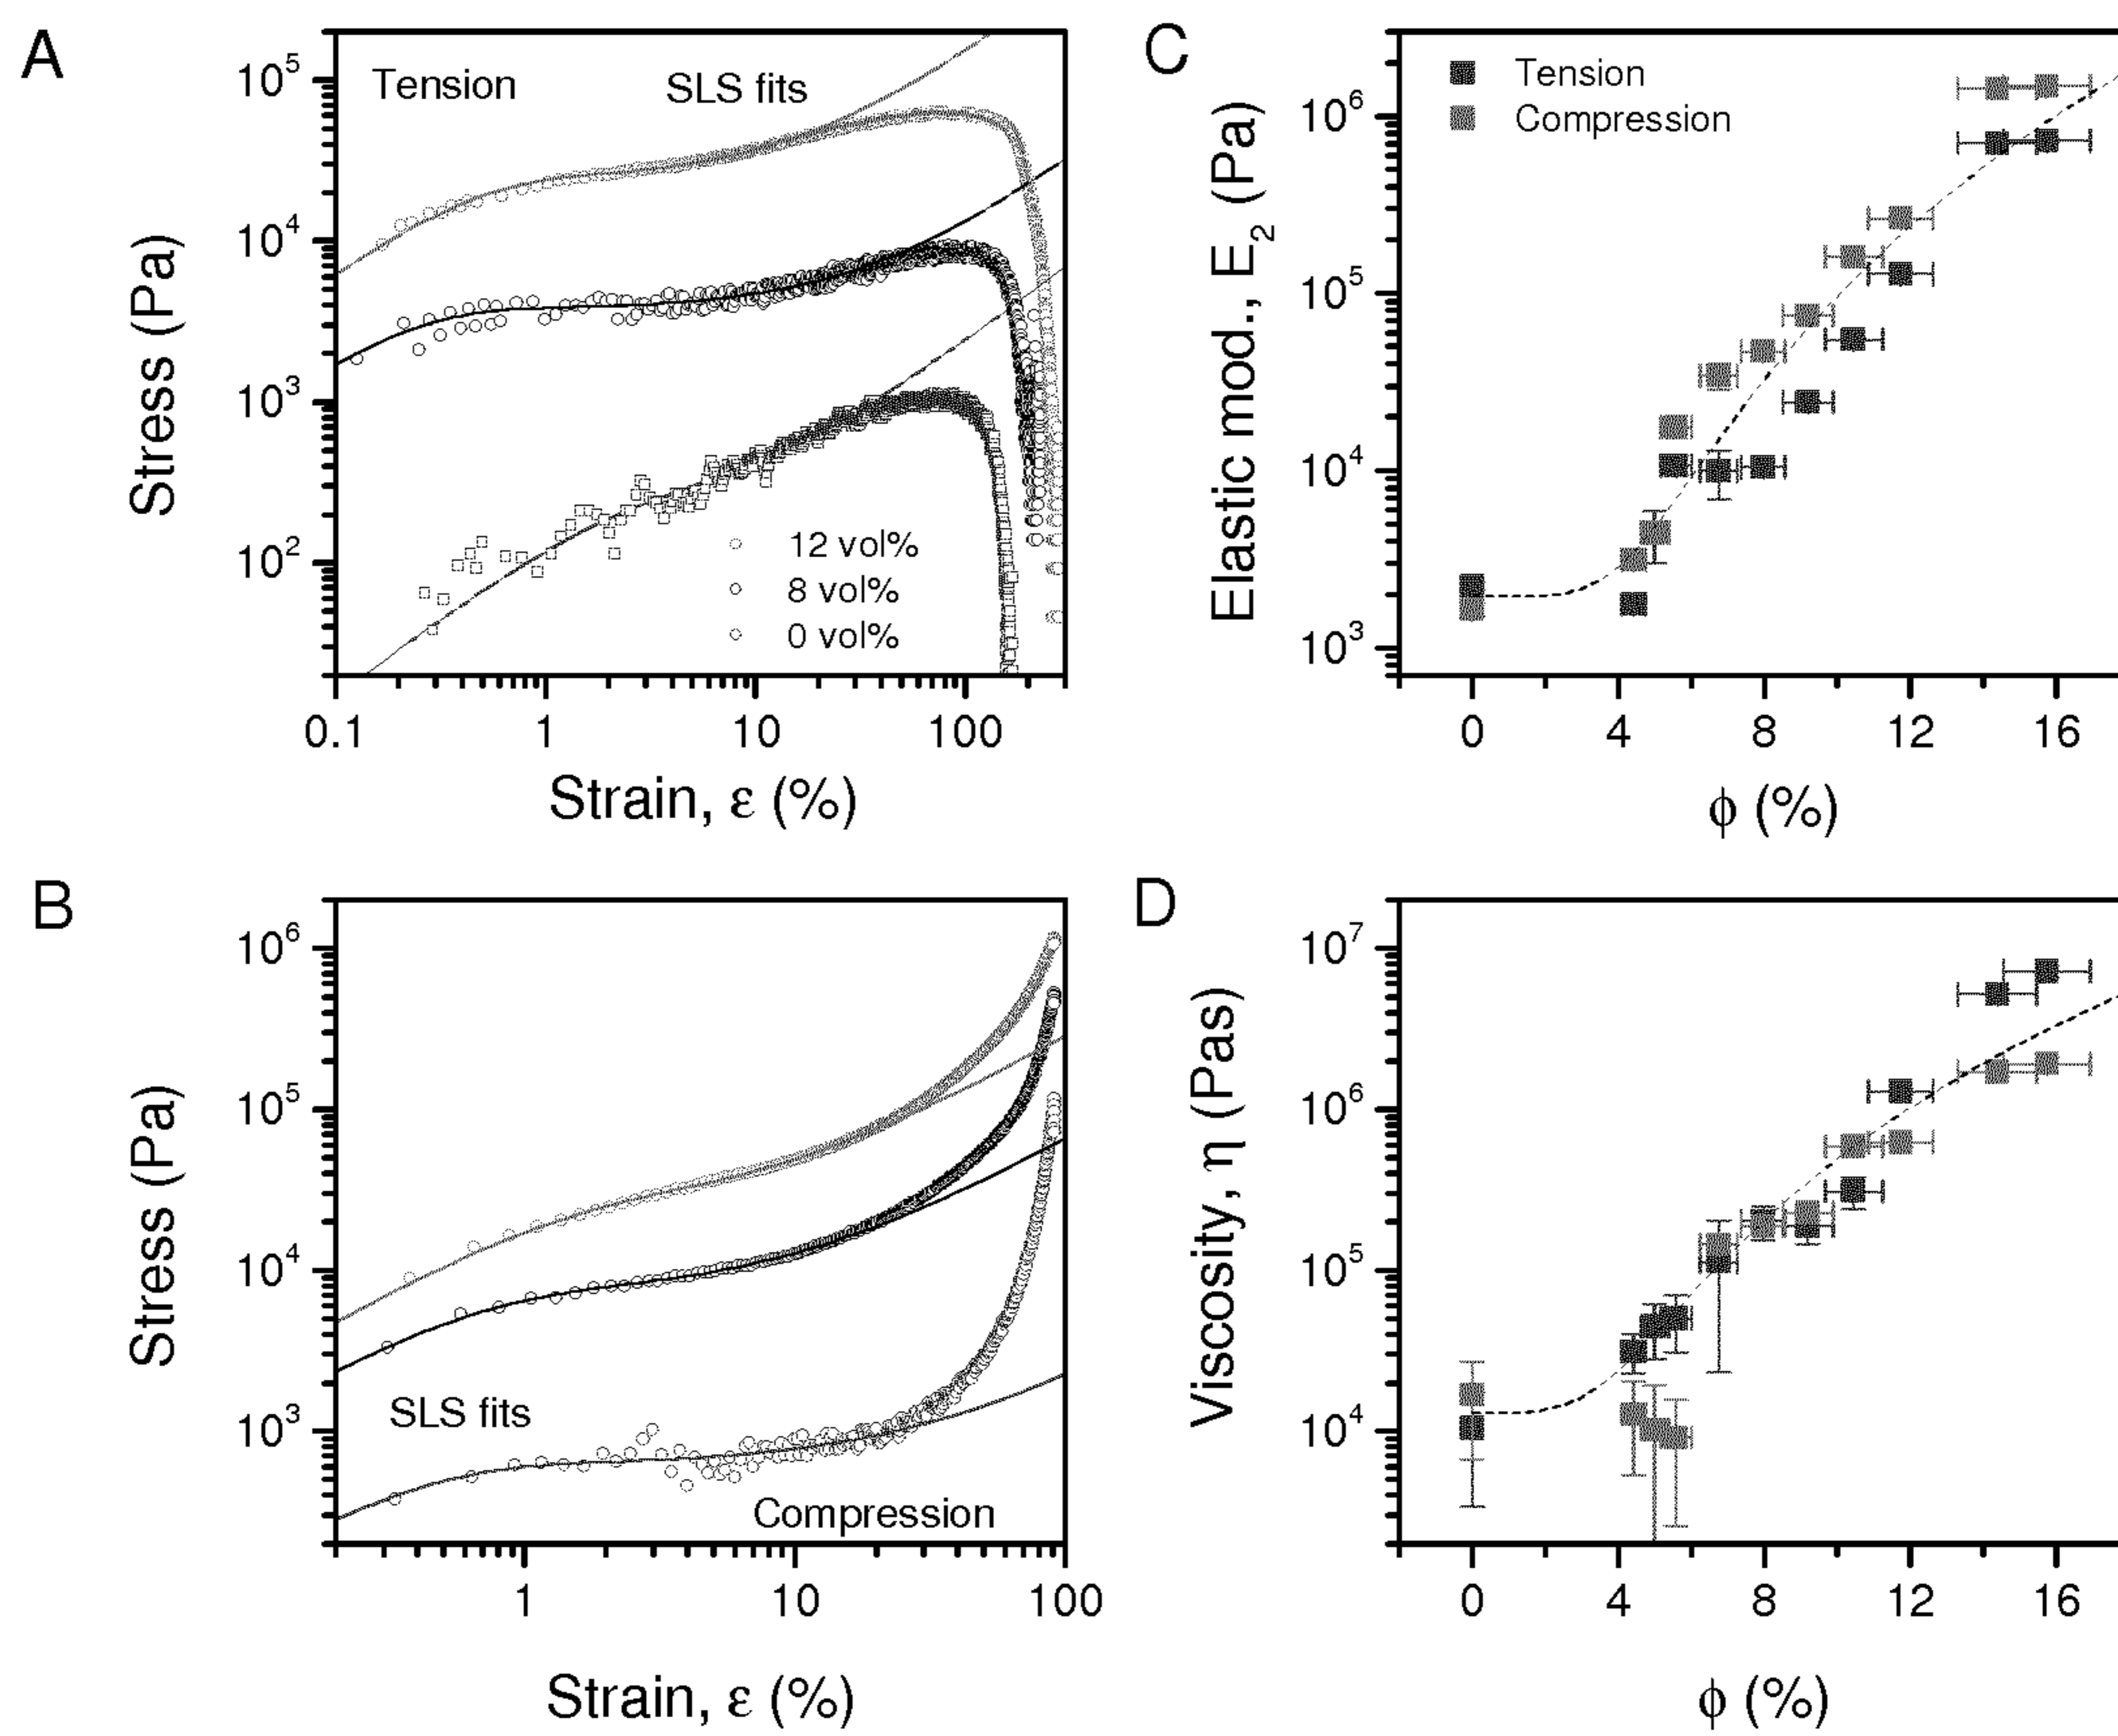 A
Tension
SLS fits
10^5
10^4
10^3
10^2
Stress (Pa)
12 vol%
8 vol%
0 vol%
0.1 1 10 100
Strain, ε (%)
C
Tension
Compression
10^6
10^5
10^4
10^3
Elastic mod., E_2 (Pa)
0 4 8 12 16
ϕ (%)
B
10^6
10^5
10^4
10^3
Stress (Pa)
SLS fits
Compression
1 10 100
Strain, ε (%)
D
10^7
10^6
10^5
10^4
Viscosity, η (Pas)
0 4 8 12 16
ϕ (%)